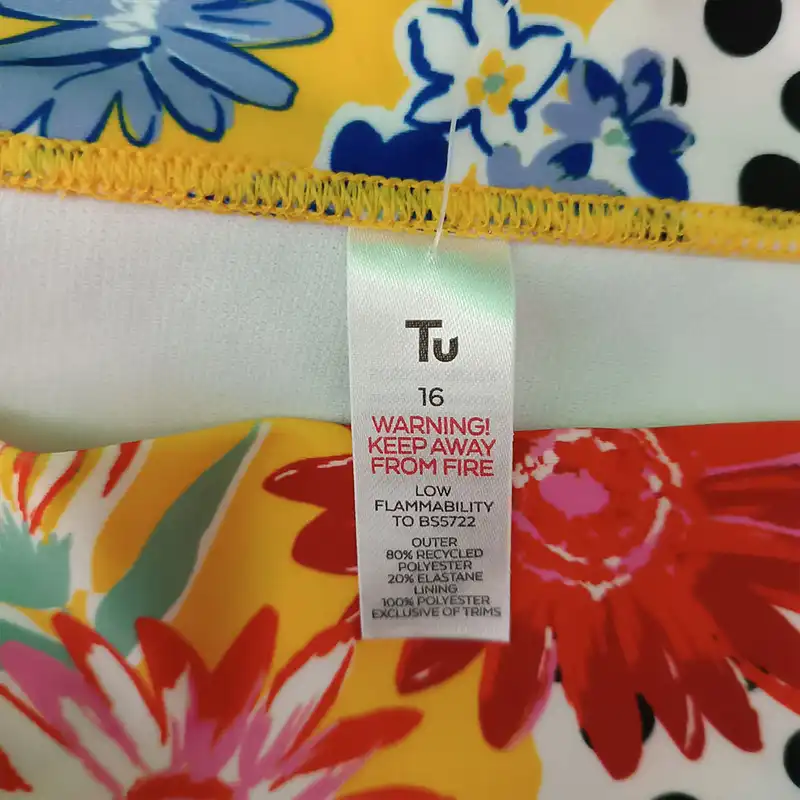 Tu
16
WARNING!
KEEP AWAY
FROM FIRE
LOW
FLAMMABILITY
TO BS5722
OUTER
80% RECYCLED
POLYESTER
20% ELASTANE
LINING
100% POLYESTER
EXCLUSIVE OF TRIMS